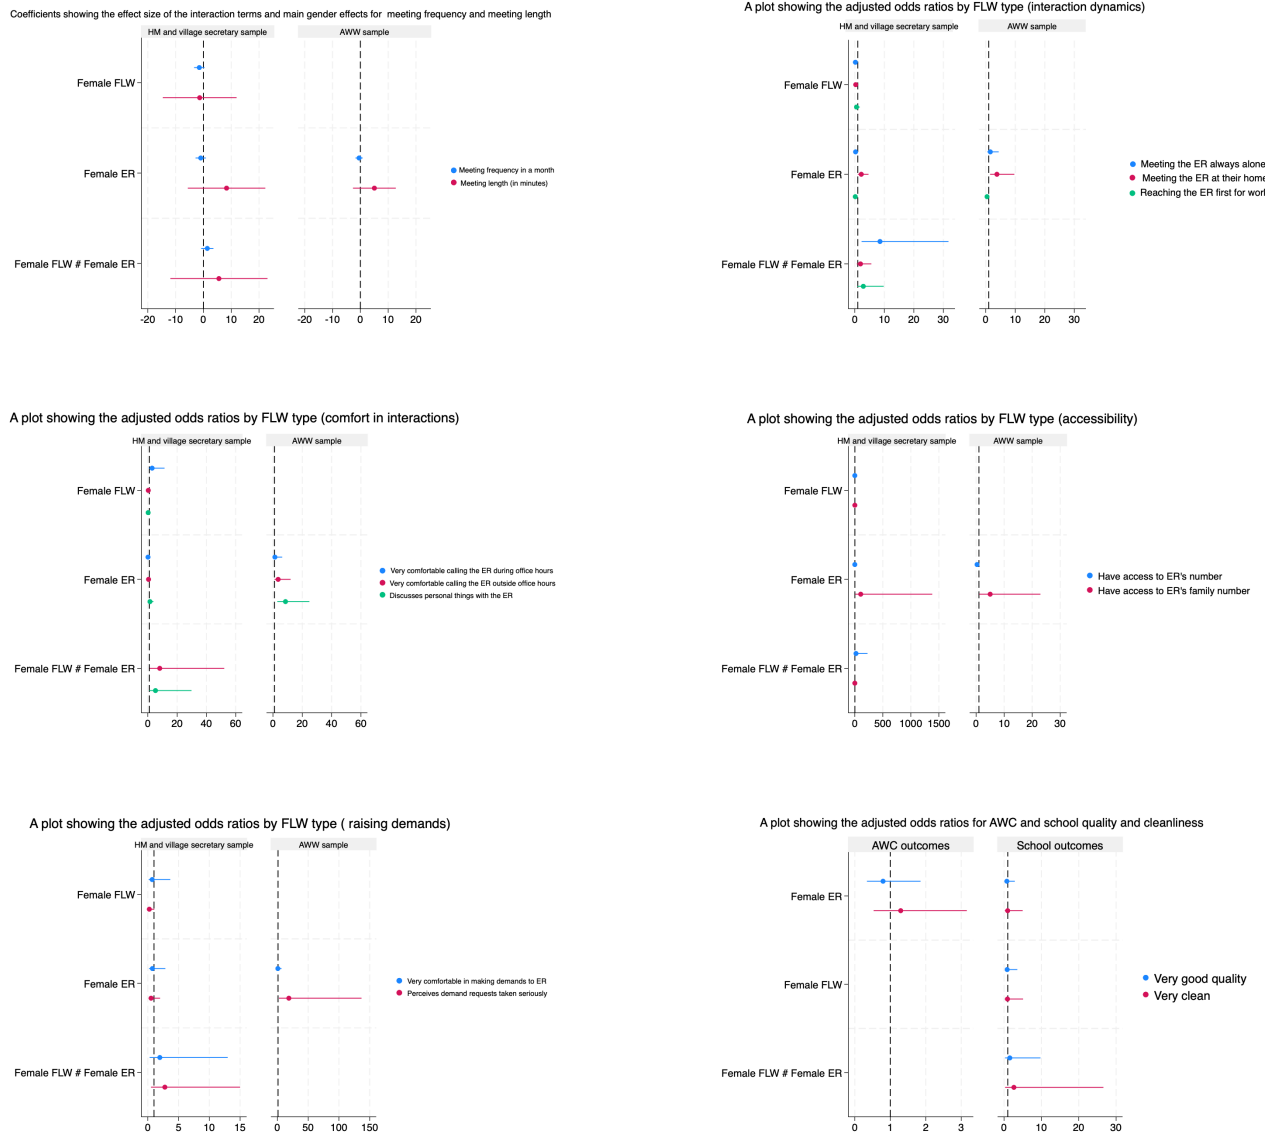 Coefficients showing the effect size of the interaction terms and main gender effects for meeting frequency and meeting length
HM and village secretary sample
AWW sample
Female FLW
Female ER
Female FLW # Female ER
-20 -10 0 10 20
-20 -10 0 10 20
Meeting frequency in a month
Meeting length (in minutes)
A plot showing the adjusted odds ratios by FLW type (interaction dynamics)
HM and village secretary sample
AWW sample
Female FLW
Female ER
Female FLW # Female ER
0 10 20 30
0 10 20 30
Meeting the ER always alone
Meeting the ER at their home
Reaching the ER first for worl
A plot showing the adjusted odds ratios by FLW type (comfort in interactions)
HM and village secretary sample
AWW sample
Female FLW
Female ER
Female FLW # Female ER
0 20 40 60
0 20 40 60
Very comfortable calling the ER during office hours
Very comfortable calling the ER outside office hours
Discusses personal things with the ER
A plot showing the adjusted odds ratios by FLW type (accessibility)
HM and village secretary sample
AWW sample
Female FLW
Female ER
Female FLW # Female ER
0 500 1000 1500
0 10 20 30
Have access to ER's number
Have access to ER's family number
A plot showing the adjusted odds ratios by FLW type ( raising demands)
HM and village secretary sample
AWW sample
Female FLW
Female ER
Female FLW # Female ER
0 5 10 15
0 50 100 150
Very comfortable in making demands to ER
Perceives demand requests taken seriously
A plot showing the adjusted odds ratios for AWC and school quality and cleanliness
AWC outcomes
School outcomes
Female ER
Female FLW
Female FLW # Female ER
0 1 2 3
0 10 20 30
Very good quality
Very clean